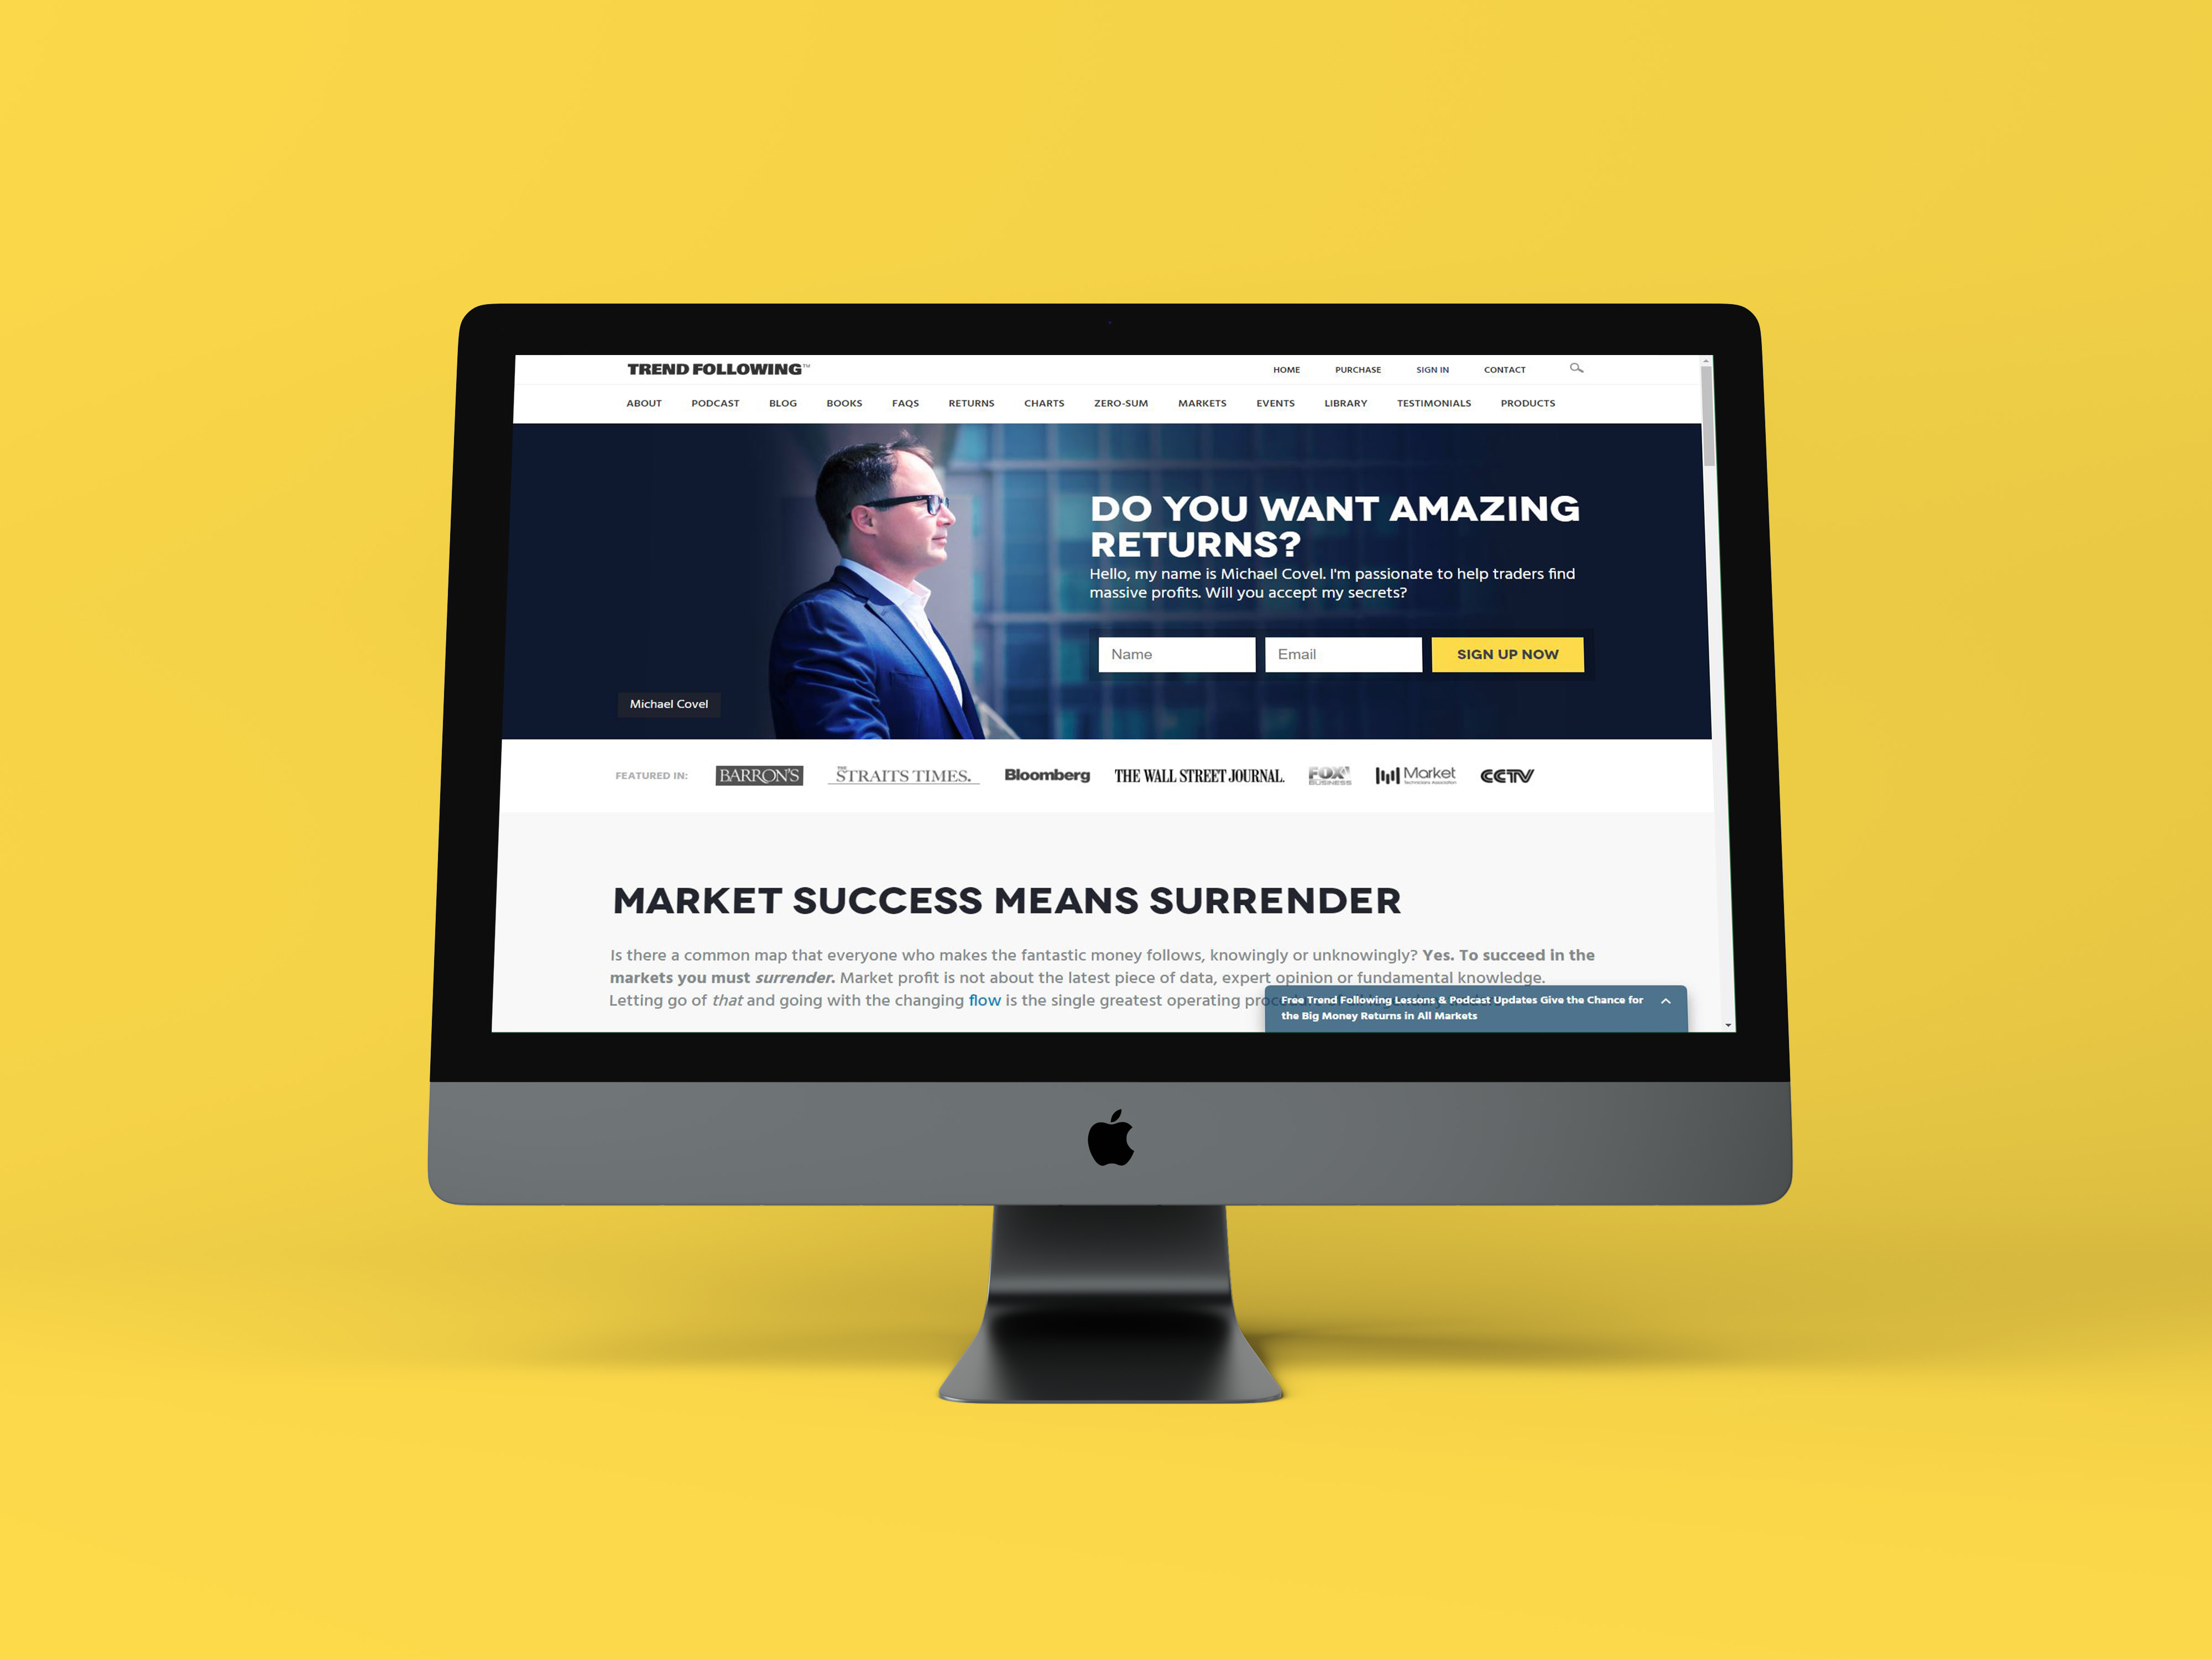 TREND FOLLOWING™
HOME PURCHASE SIGN IN CONTACT
ABOUT PODCAST BLOG BOOKS FAQS RETURNS CHARTS ZERO-SUM MARKETS EVENTS LIBRARY TESTIMONIALS PRODUCTS
DO YOU WANT AMAZING
RETURNS?
Hello, my name is Michael Covel. I'm passionate to help traders find
massive profits. Will you accept my secrets?
Name Email SIGN UP NOW
Michael Covel
FEATURED IN: BARRON'S THE STRAITS TIMES. Bloomberg THE WALL STREET JOURNAL. FOX BUSINESS Market Technicians Association CCTV
MARKET SUCCESS MEANS SURRENDER
Is there a common map that everyone who makes the fantastic money follows, knowingly or unknowingly? Yes. To succeed in the
markets you must surrender. Market profit is not about the latest piece of data, expert opinion or fundamental knowledge.
Letting go of that and going with the changing flow is the single greatest operating
Free Trend Following Lessons & Podcast Updates Give the Chance for
the Big Money Returns in All Markets